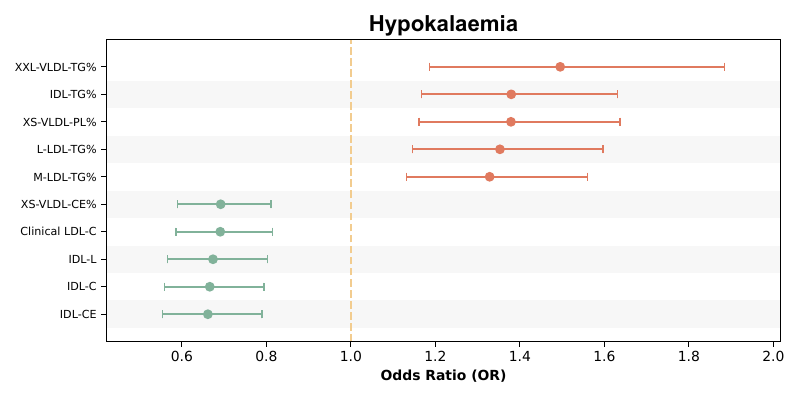 Hypokalaemia
XXL-VLDL-TG%
IDL-TG%
XS-VLDL-PL%
L-LDL-TG%
M-LDL-TG%
XS-VLDL-CE%
Clinical LDL-C
IDL-L
IDL-C
IDL-CE
0.6 0.8 1.0 1.2 1.4 1.6 1.8 2.0
Odds Ratio (OR)